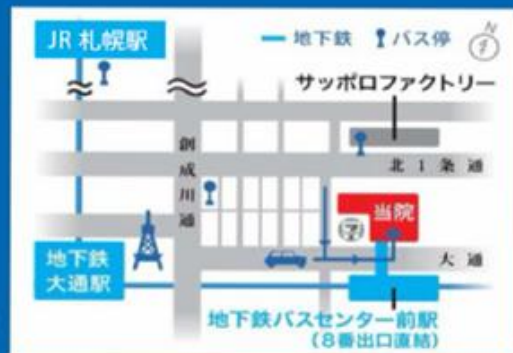 JR 札幌駅
地下鉄 バス停
N
サッポロファクトリー
創成川通
北1条通
当院
大通
地下鉄
大通駅
地下鉄バスセンター前駅
(8番出口直結)